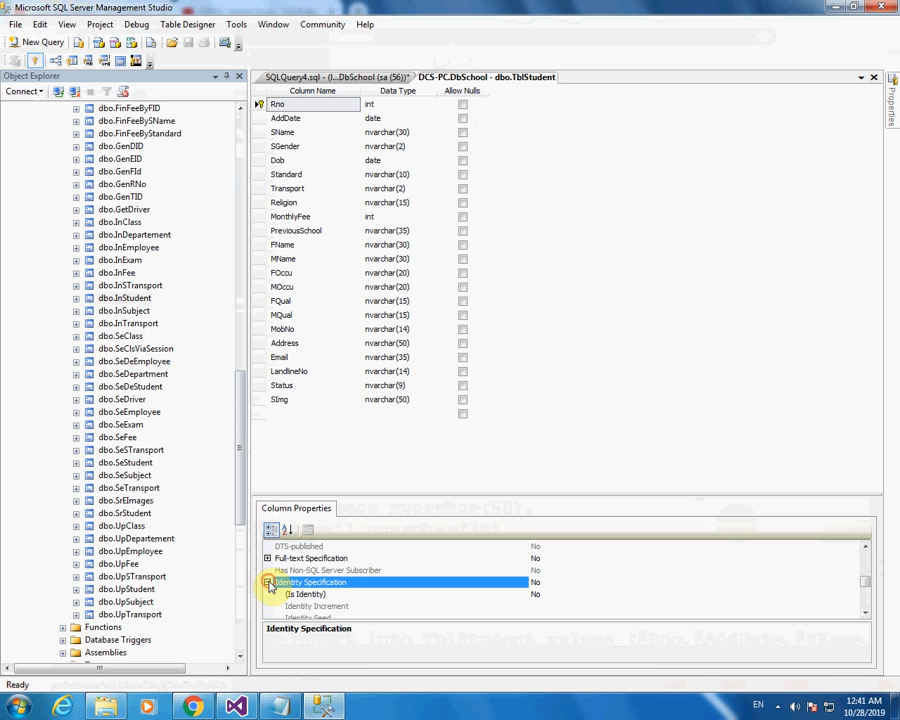 Microsoft SQL Server Management Studio
File Edit View Project Debug Table Designer Tools Window Community Help
New Query
Object Explorer
Connect
dbo.FinFeeByFID
dbo.FinFeeBySName
dbo.FinFeeByStandard
dbo.GenDID
dbo.GenEID
dbo.GenFId
dbo.GenRNo
dbo.GenTID
dbo.GetDriver
dbo.InClass
dbo.InDepartement
dbo.InEmployee
dbo.InExam
dbo.InFee
dbo.InSTransport
dbo.InStudent
dbo.InSubject
dbo.InTransport
dbo.SeClass
dbo.SeClsViaSession
dbo.SeDeEmployee
dbo.SeDepartment
dbo.SeDeStudent
dbo.SeDriver
dbo.SeEmployee
dbo.SeExam
dbo.SeFee
dbo.SeSTransport
dbo.SeStudent
dbo.SeSubject
dbo.SeTransport
dbo.SrEImages
dbo.SrStudent
dbo.UpClass
dbo.UpDepartement
dbo.UpEmployee
dbo.UpFee
dbo.UpSTransport
dbo.UpStudent
dbo.UpSubject
dbo.UpTransport
Functions
Database Triggers
Assemblies
SQLQuery4.sql - (l...DbSchool (sa (56))* DCS-PC.DbSchool - dbo.TblStudent
Column Name Data Type Allow Nulls
Rno int
AddDate date
SName nvarchar(30)
SGender nvarchar(2)
Dob date
Standard nvarchar(10)
Transport nvarchar(2)
Religion nvarchar(15)
MonthlyFee int
PreviousSchool nvarchar(35)
FName nvarchar(30)
MName nvarchar(30)
FOccu nvarchar(20)
MOccu nvarchar(20)
FQual nvarchar(15)
MQual nvarchar(15)
MobNo nvarchar(14)
Address nvarchar(50)
Email nvarchar(35)
LandlineNo nvarchar(14)
Status nvarchar(9)
SImg nvarchar(50)
Properties
Column Properties
DTS-published No
Full-text Specification No
Has Non-SQL Server Subscriber No
Identity Specification No
(Is Identity) No
Identity Increment
Identity Seed
Identity Specification
Ready
EN
12:41 AM
10/28/2019